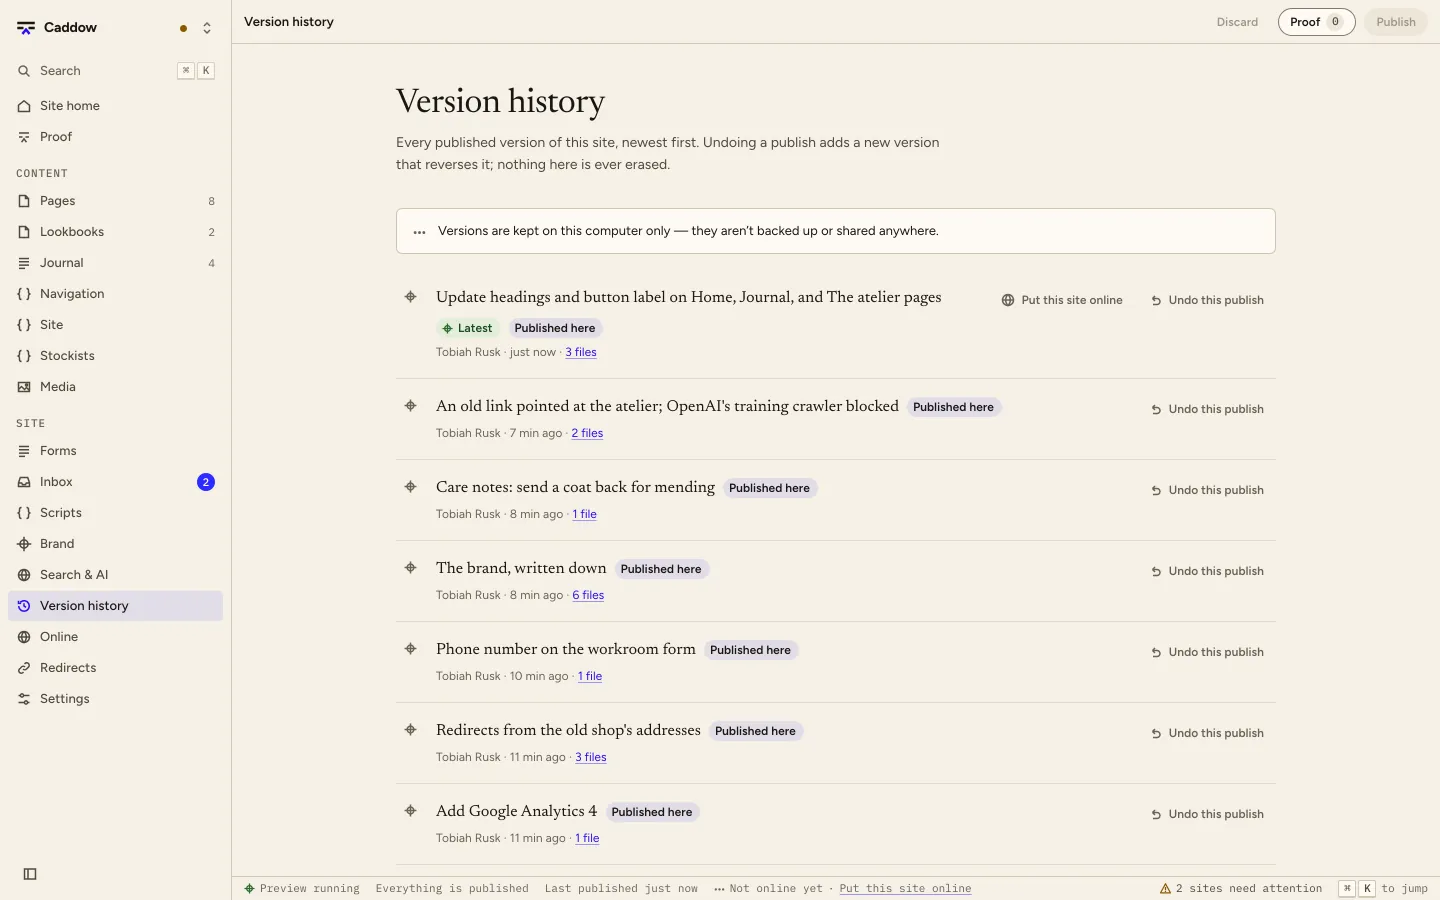 Caddow
Version history
Discard
Proof 0
Publish
Search ⌘ K
Site home
Proof
CONTENT
Pages 8
Lookbooks 2
Journal 4
Navigation
Site
Stockists
Media
SITE
Forms
Inbox 2
Scripts
Brand
Search & AI
Version history
Online
Redirects
Settings
Version history
Every published version of this site, newest first. Undoing a publish adds a new version
that reverses it; nothing here is ever erased.
Versions are kept on this computer only — they aren’t backed up or shared anywhere.
Update headings and button label on Home, Journal, and The atelier pages
Put this site online
Undo this publish
Latest Published here
Tobiah Rusk · just now · 3 files
An old link pointed at the atelier; OpenAI's training crawler blocked Published here
Undo this publish
Tobiah Rusk · 7 min ago · 2 files
Care notes: send a coat back for mending Published here
Undo this publish
Tobiah Rusk · 8 min ago · 1 file
The brand, written down Published here
Undo this publish
Tobiah Rusk · 8 min ago · 6 files
Phone number on the workroom form Published here
Undo this publish
Tobiah Rusk · 10 min ago · 1 file
Redirects from the old shop's addresses Published here
Undo this publish
Tobiah Rusk · 11 min ago · 3 files
Add Google Analytics 4 Published here
Undo this publish
Tobiah Rusk · 11 min ago · 1 file
Preview running Everything is published Last published just now Not online yet · Put this site online
2 sites need attention ⌘ K to jump